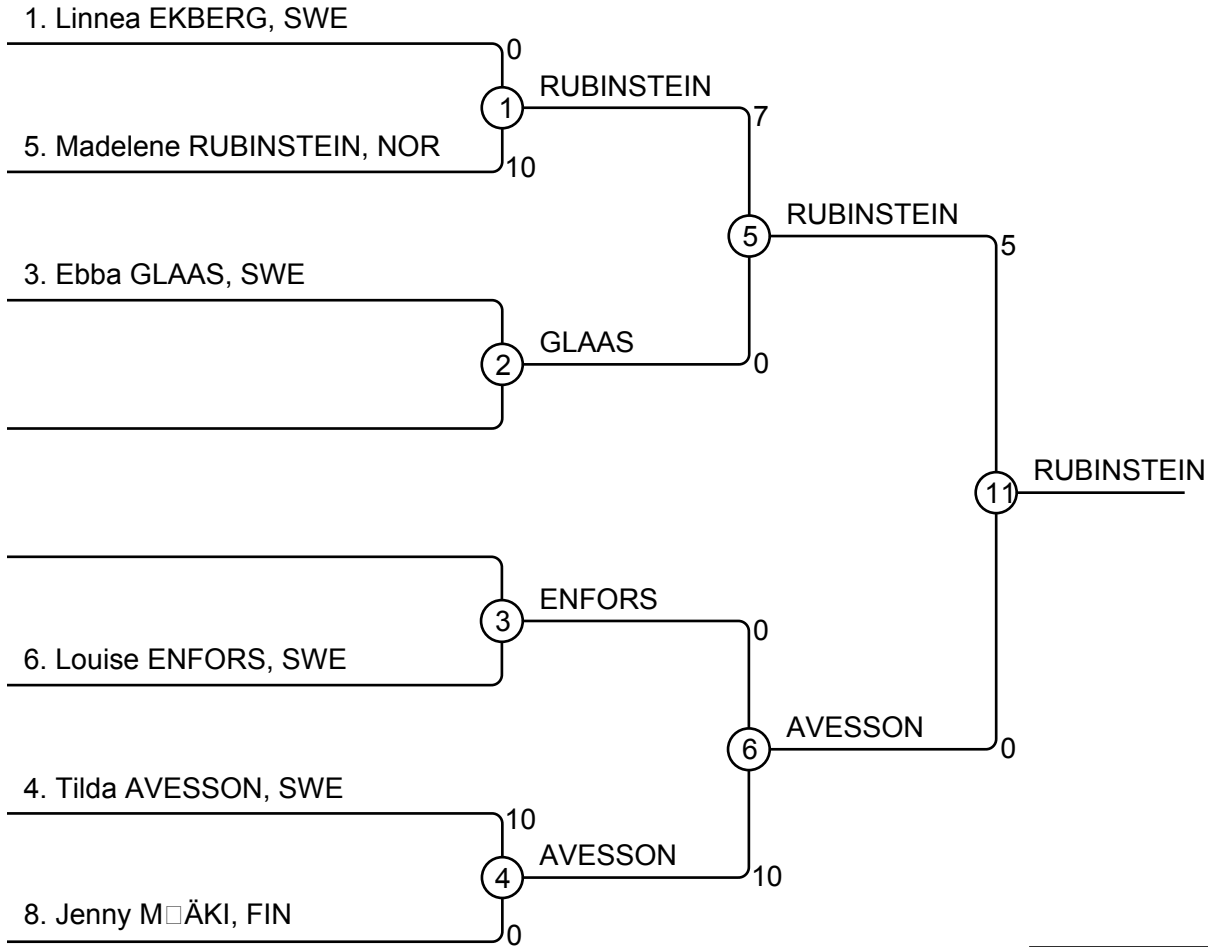 1. Linnea EKBERG, SWE
0
RUBINSTEIN
1
7
5. Madelene RUBINSTEIN, NOR
10
RUBINSTEIN
5
5
3. Ebba GLAAS, SWE
GLAAS
2
0
RUBINSTEIN
11
ENFORS
3
0
6. Louise ENFORS, SWE
AVESSON
6
0
4. Tilda AVESSON, SWE
10
AVESSON
4
10
8. Jenny M□ÄKI, FIN
0